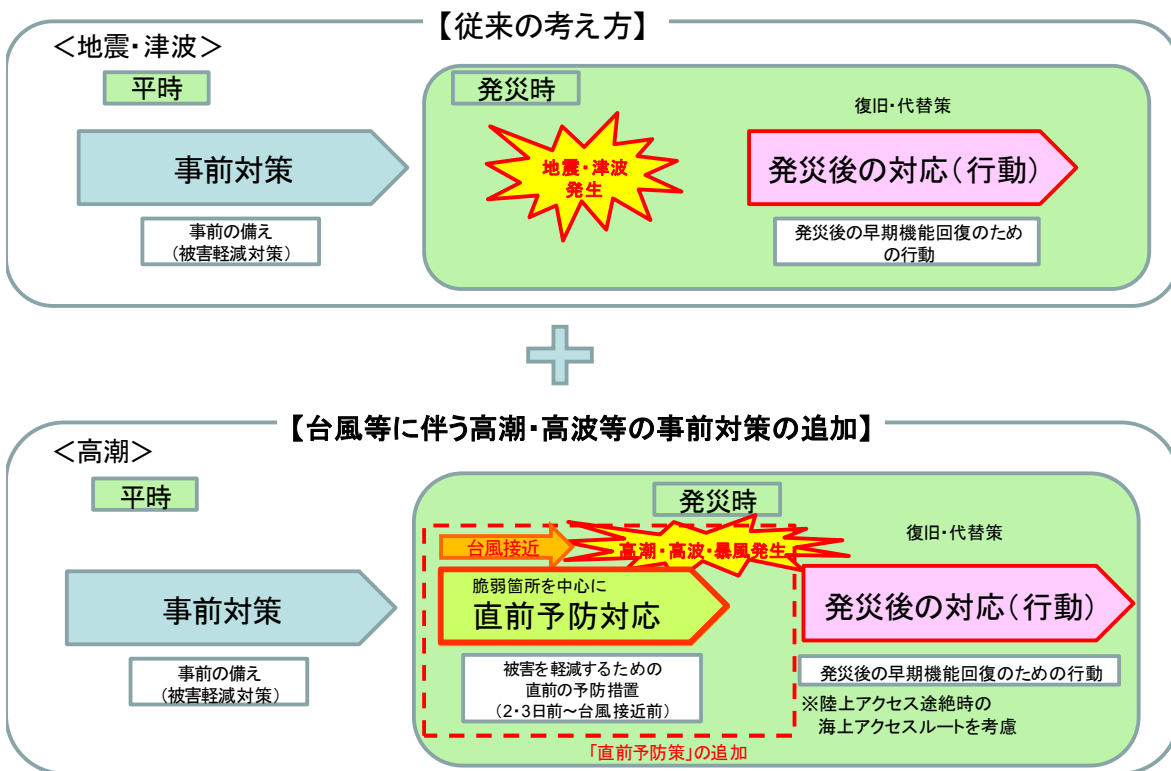 【従来の考え方】
＜地震・津波＞
平時
発災時
事前対策
地震・津波
発生
復旧・代替策
発災後の対応（行動）
事前の備え
（被害軽減対策）
発災後の早期機能回復のため
の行動
【台風等に伴う高潮・高波等の事前対策の追加】
＜高潮＞
平時
発災時
台風接近
高潮・高波・暴風発生
復旧・代替策
事前対策
脆弱箇所を中心に
直前予防対応
発災後の対応（行動）
事前の備え
（被害軽減対策）
被害を軽減するための
直前の予防措置
（2・3日前～台風接近前）
発災後の早期機能回復のための行動
※陸上アクセス途絶時の
海上アクセスルートを考慮
「直前予防策」の追加